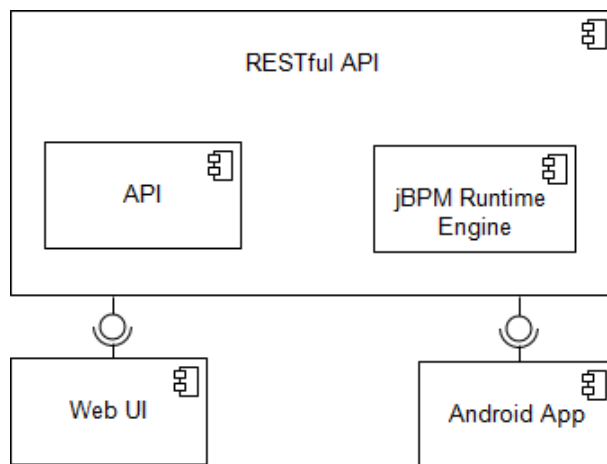 RESTful API
API
jBPM Runtime
Engine
Web UI
Android App